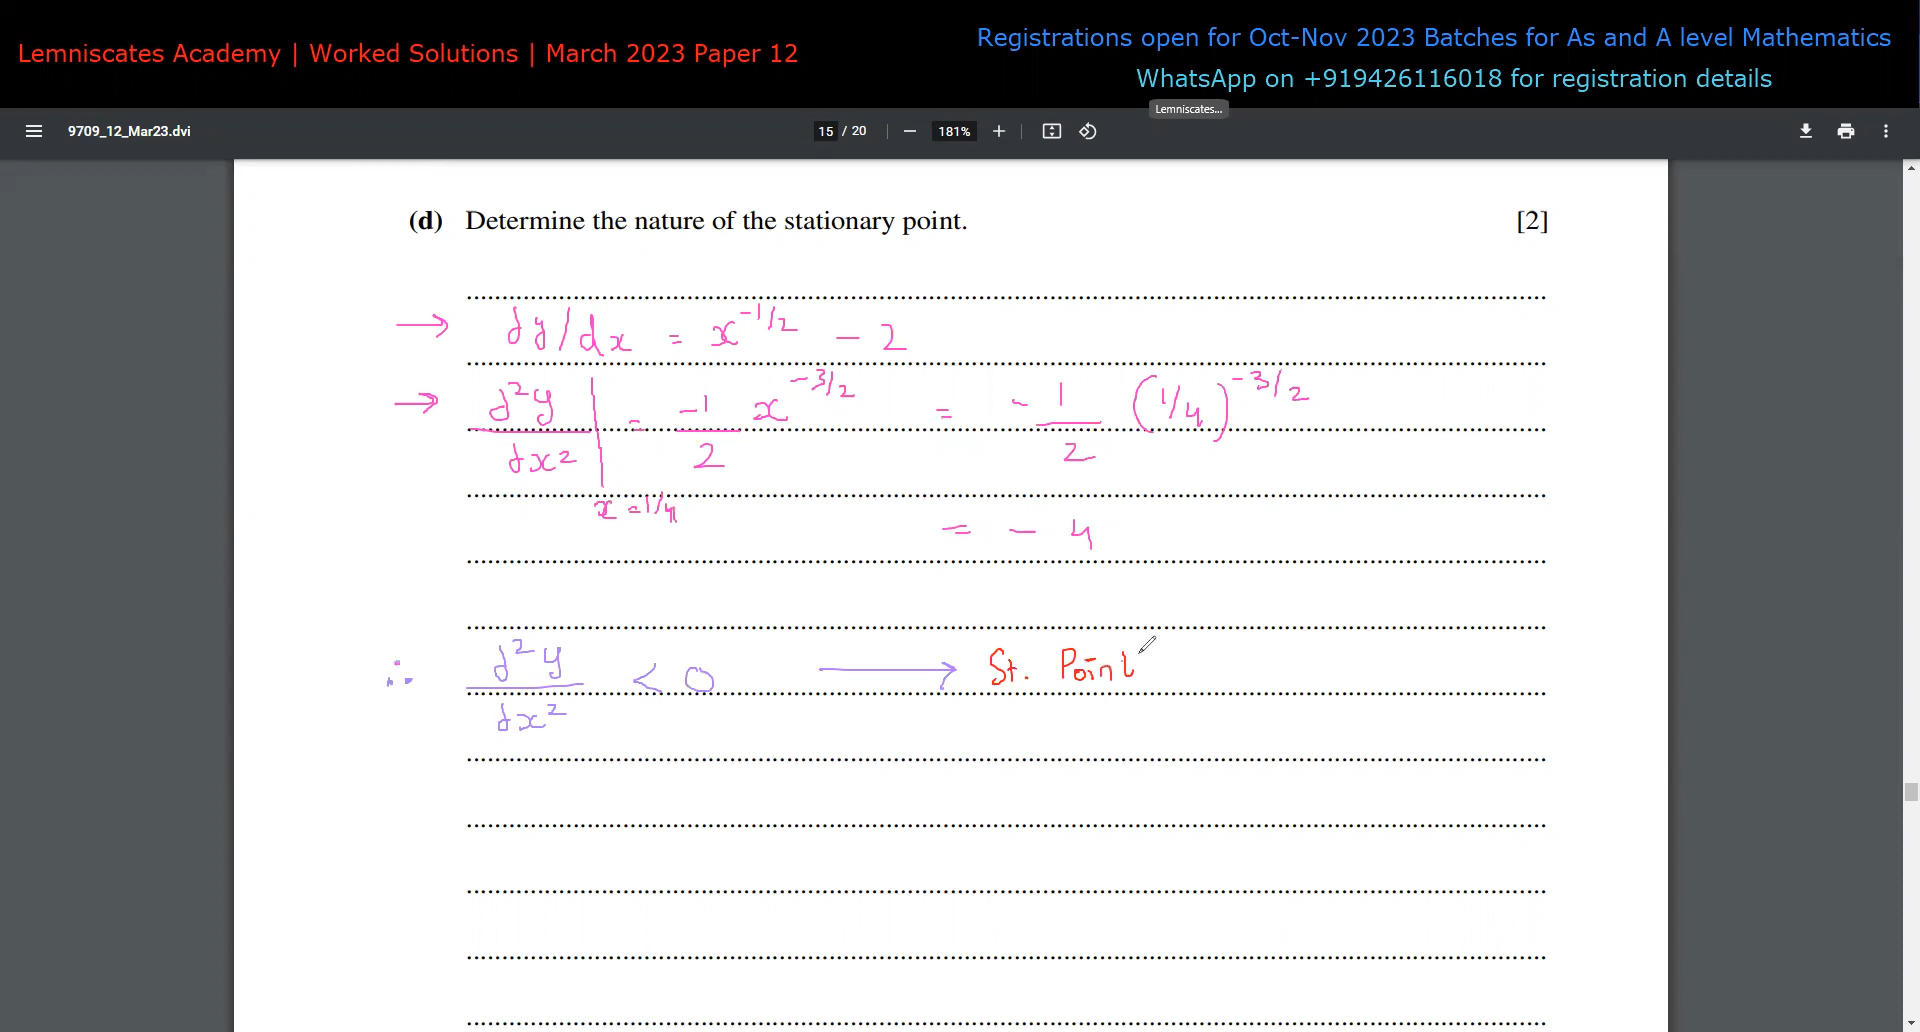 Lemniscates Academy | Worked Solutions | March 2023 Paper 12
Registrations open for Oct-Nov 2023 Batches for As and A level Mathematics
WhatsApp on +919426116018 for registration details
Lemniscates...
9709_12_Mar23.dvi
15 / 20
181%
(d) Determine the nature of the stationary point. [2]
→ dy/dx = x^{-1/2} - 2
→ d²y/dx² |_{x = 1/4} = -1/2 x^{-3/2} = -1/2 (1/4)^{-3/2}
= - 4
∴ d²y/dx² < 0 → St. Point